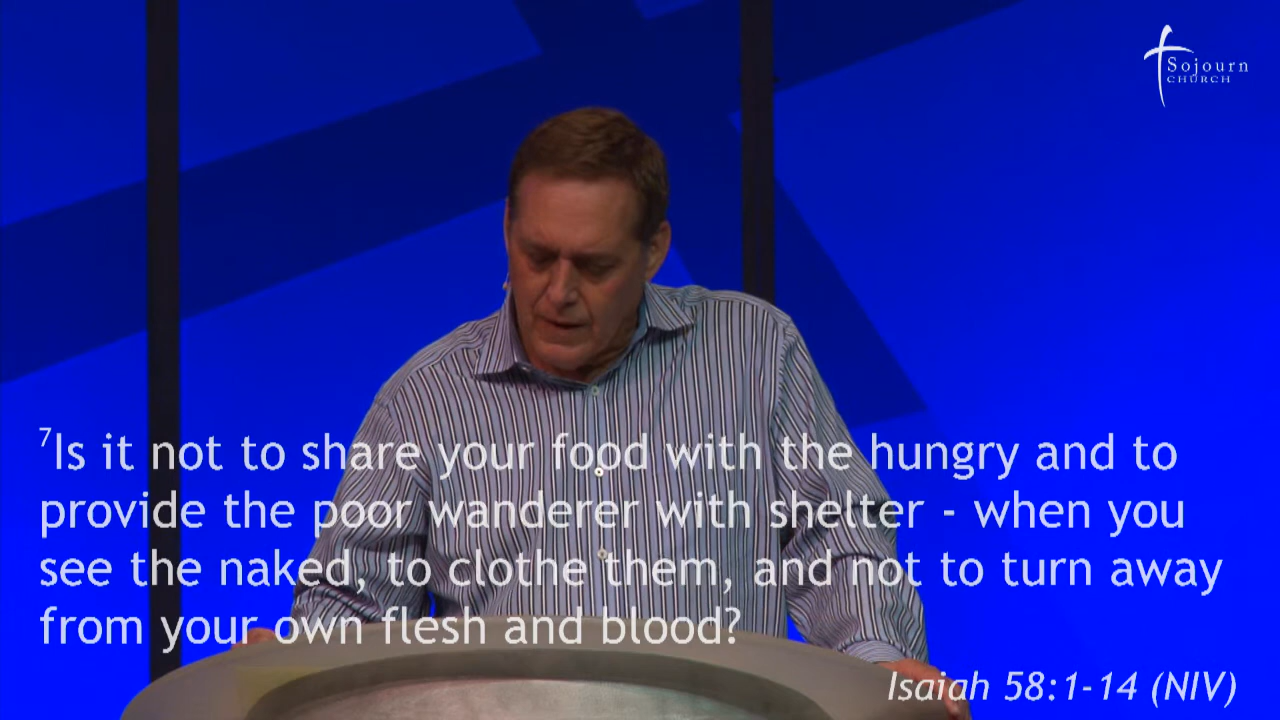 Sojourn
CHURCH
⁷Is it not to share your food with the hungry and to
provide the poor wanderer with shelter - when you
see the naked, to clothe them, and not to turn away
from your own flesh and blood?
Isaiah 58:1-14 (NIV)